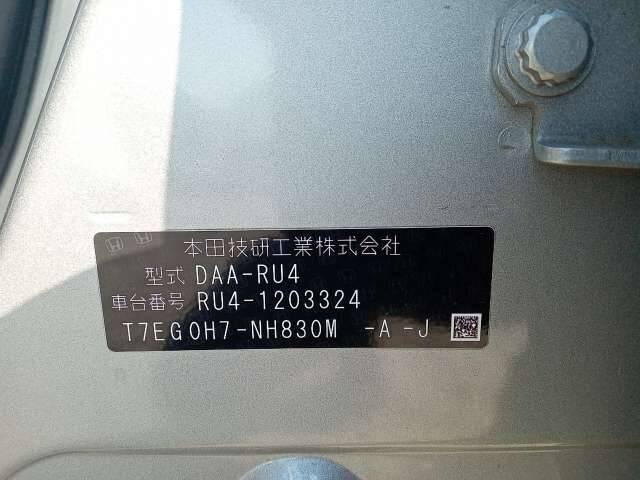 本田技研工業株式会社
型式 DAA-RU4
車台番号 RU4-1203324
T7EG0H7-NH830M -A -J